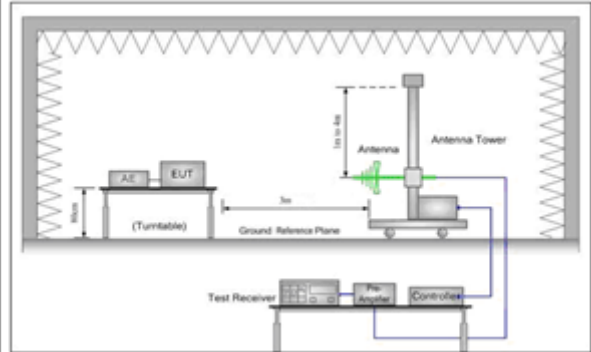 1m to 4m
Antenna
Antenna Tower
AE
EUT
80cm
3m
(Turntable)
Ground Reference Plane
Test Receiver
Pre-
Amplifier
Controller